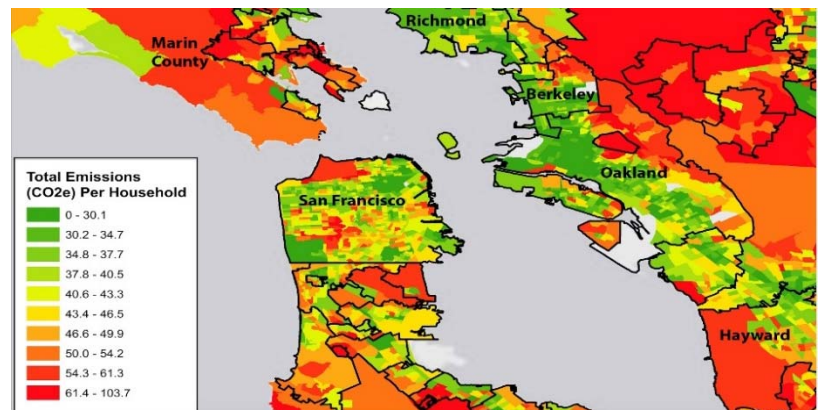 Richmond
Marin
County
Berkeley
Oakland
San Francisco
Hayward
Total Emissions
(CO2e) Per Household
0 - 30.1
30.2 - 34.7
34.8 - 37.7
37.8 - 40.5
40.6 - 43.3
43.4 - 46.5
46.6 - 49.9
50.0 - 54.2
54.3 - 61.3
61.4 - 103.7